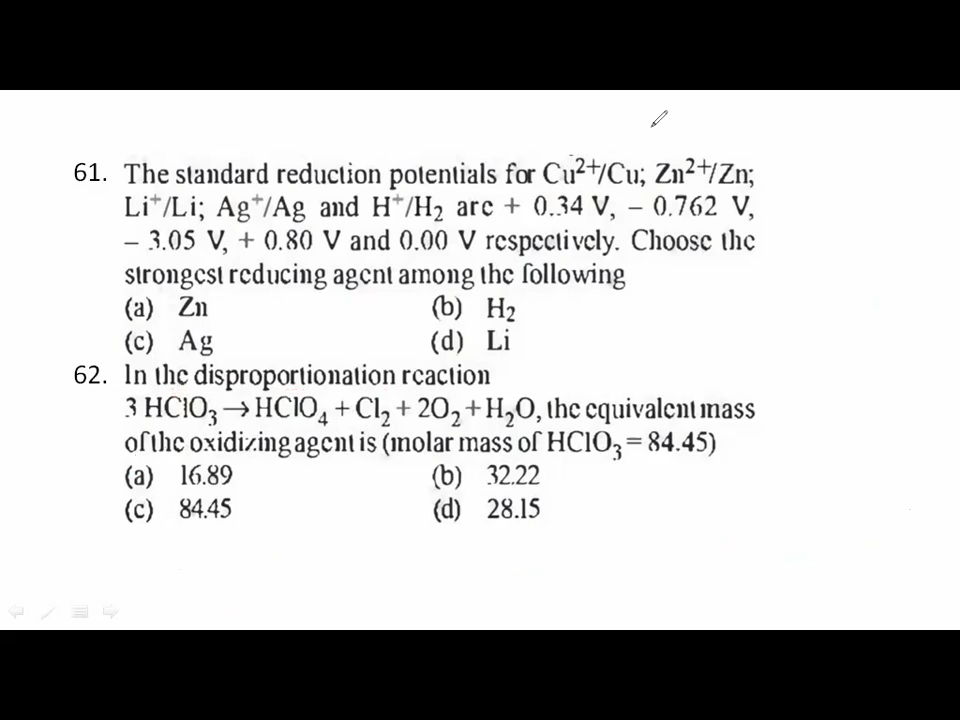 61. The standard reduction potentials for Cu²⁺/Cu; Zn²⁺/Zn;
Li⁺/Li; Ag⁺/Ag and H⁺/H₂ are + 0.34 V, – 0.762 V,
– 3.05 V, + 0.80 V and 0.00 V respectively. Choose the
strongest reducing agent among the following
(a) Zn (b) H₂
(c) Ag (d) Li
62. In the disproportionation reaction
3 HClO₃ → HClO₄ + Cl₂ + 2O₂ + H₂O, the equivalent mass
of the oxidizing agent is (molar mass of HClO₃ = 84.45)
(a) 16.89 (b) 32.22
(c) 84.45 (d) 28.15